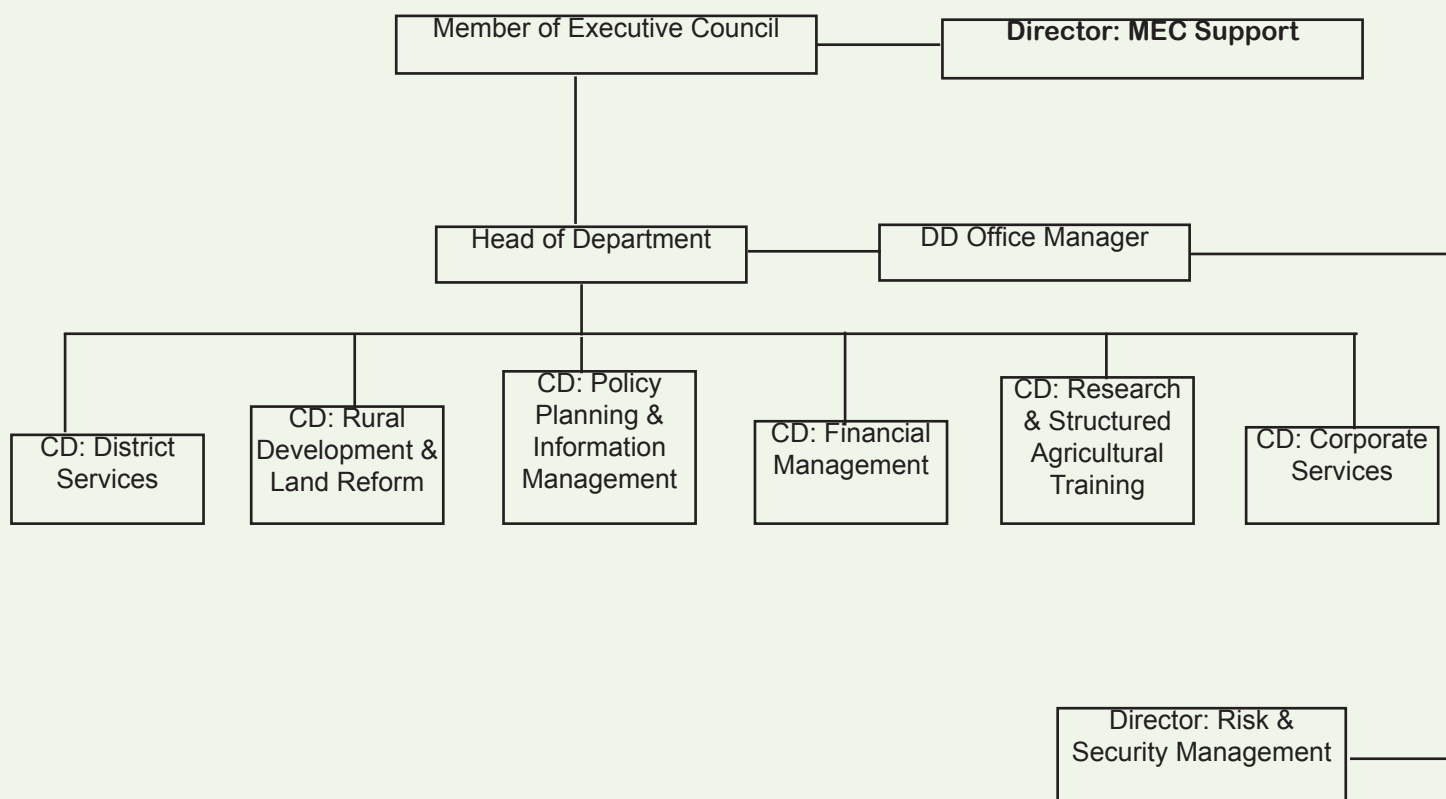 Member of Executive Council
Director: MEC Support
Head of Department
DD Office Manager
CD: District
Services
CD: Rural
Development &
Land Reform
CD: Policy
Planning &
Information
Management
CD: Financial
Management
CD: Research
& Structured
Agricultural
Training
CD: Corporate
Services
Director: Risk &
Security Management